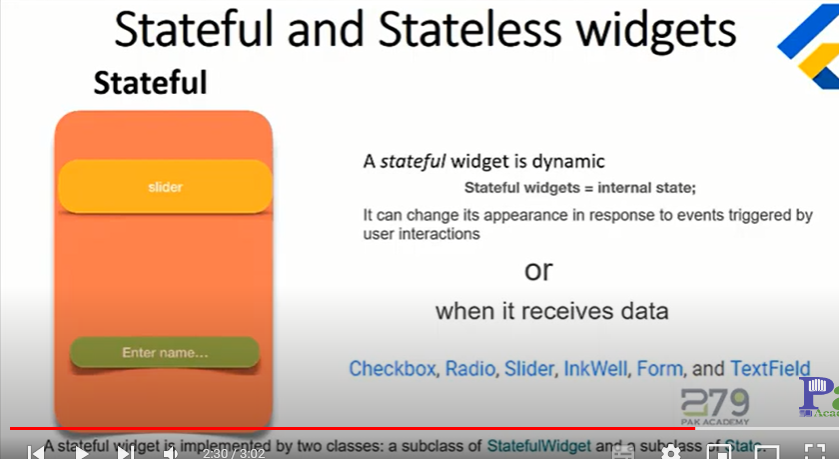 Stateful and Stateless widgets
Stateful
slider
Enter name...
A stateful widget is dynamic
Stateful widgets = internal state;
It can change its appearance in response to events triggered by
user interactions
or
when it receives data
Checkbox, Radio, Slider, InkWell, Form, and TextField
279
PAK ACADEMY
A stateful widget is implemented by two classes: a subclass of StatefulWidget and a subclass of State.
2:30 / 3:02